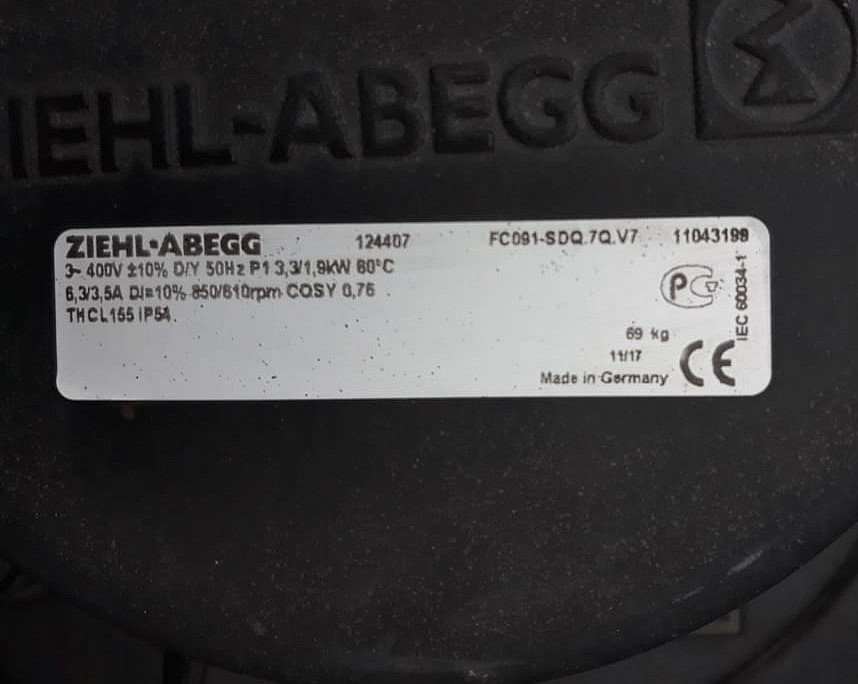 ZIEHL-ABEGG
ZIEHL-ABEGG 124407 FC091-SDQ.7Q.V7 11043199
3~ 400V ±10% D/Y 50Hz P1 3,3/1,9kW 60°C
6,3/3,5A DI=10% 850/610rpm COSY 0,76
THCL155 IP54
IEC 60034-1
69 kg
11/17
Made in Germany CE